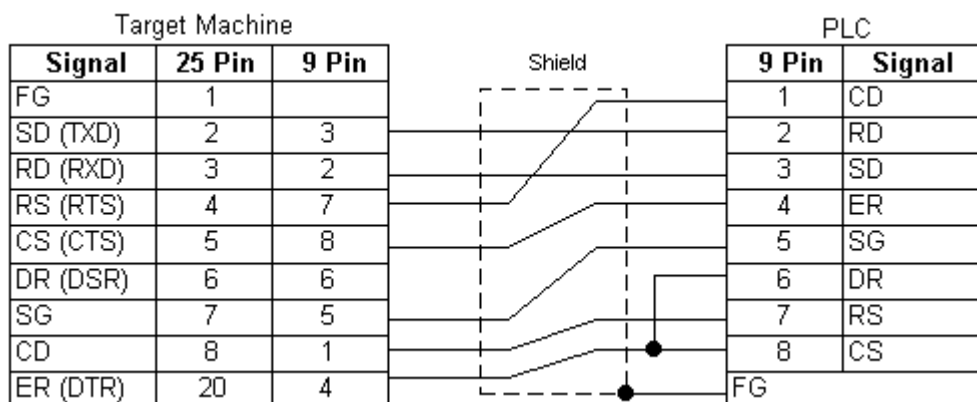 Target Machine PLC
Signal 25 Pin 9 Pin Shield 9 Pin Signal
FG 1 1 CD
SD (TXD) 2 3 2 RD
RD (RXD) 3 2 3 SD
RS (RTS) 4 7 4 ER
CS (CTS) 5 8 5 SG
DR (DSR) 6 6 6 DR
SG 7 5 7 RS
CD 8 1 8 CS
ER (DTR) 20 4 FG